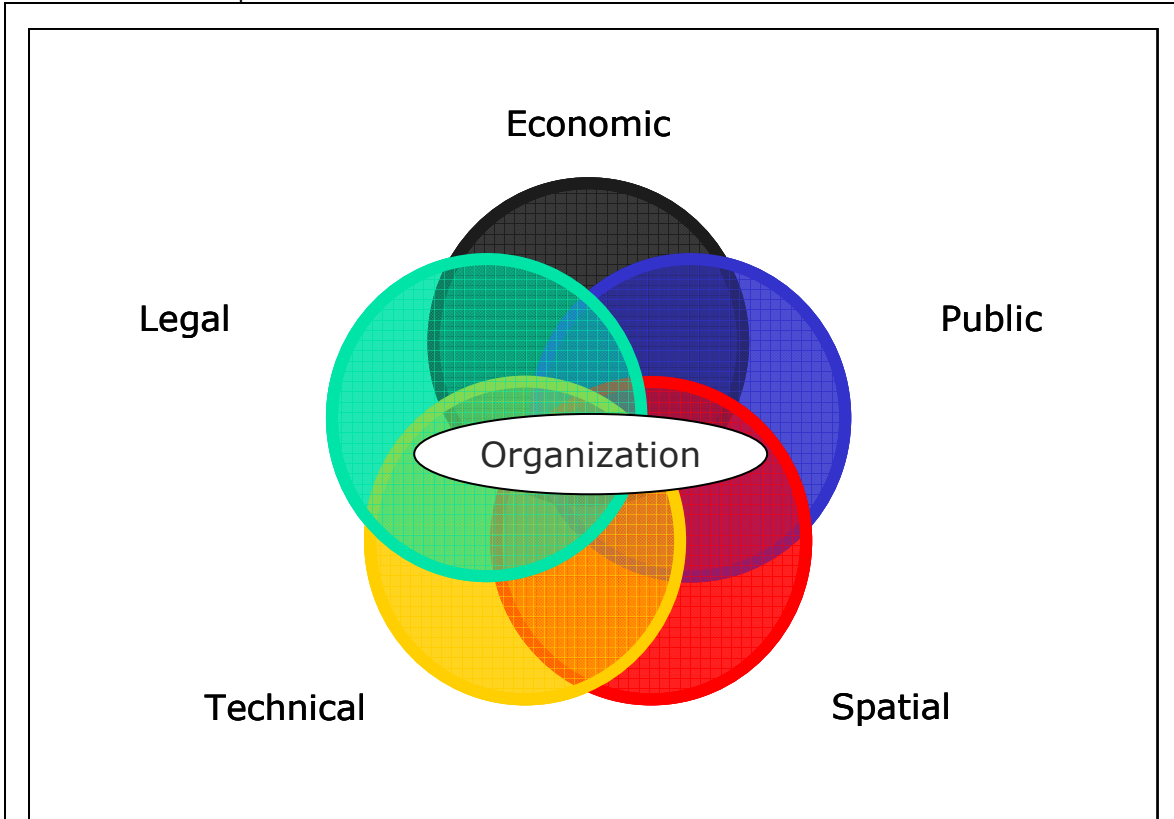 Economic
Legal
Public
Organization
Technical
Spatial